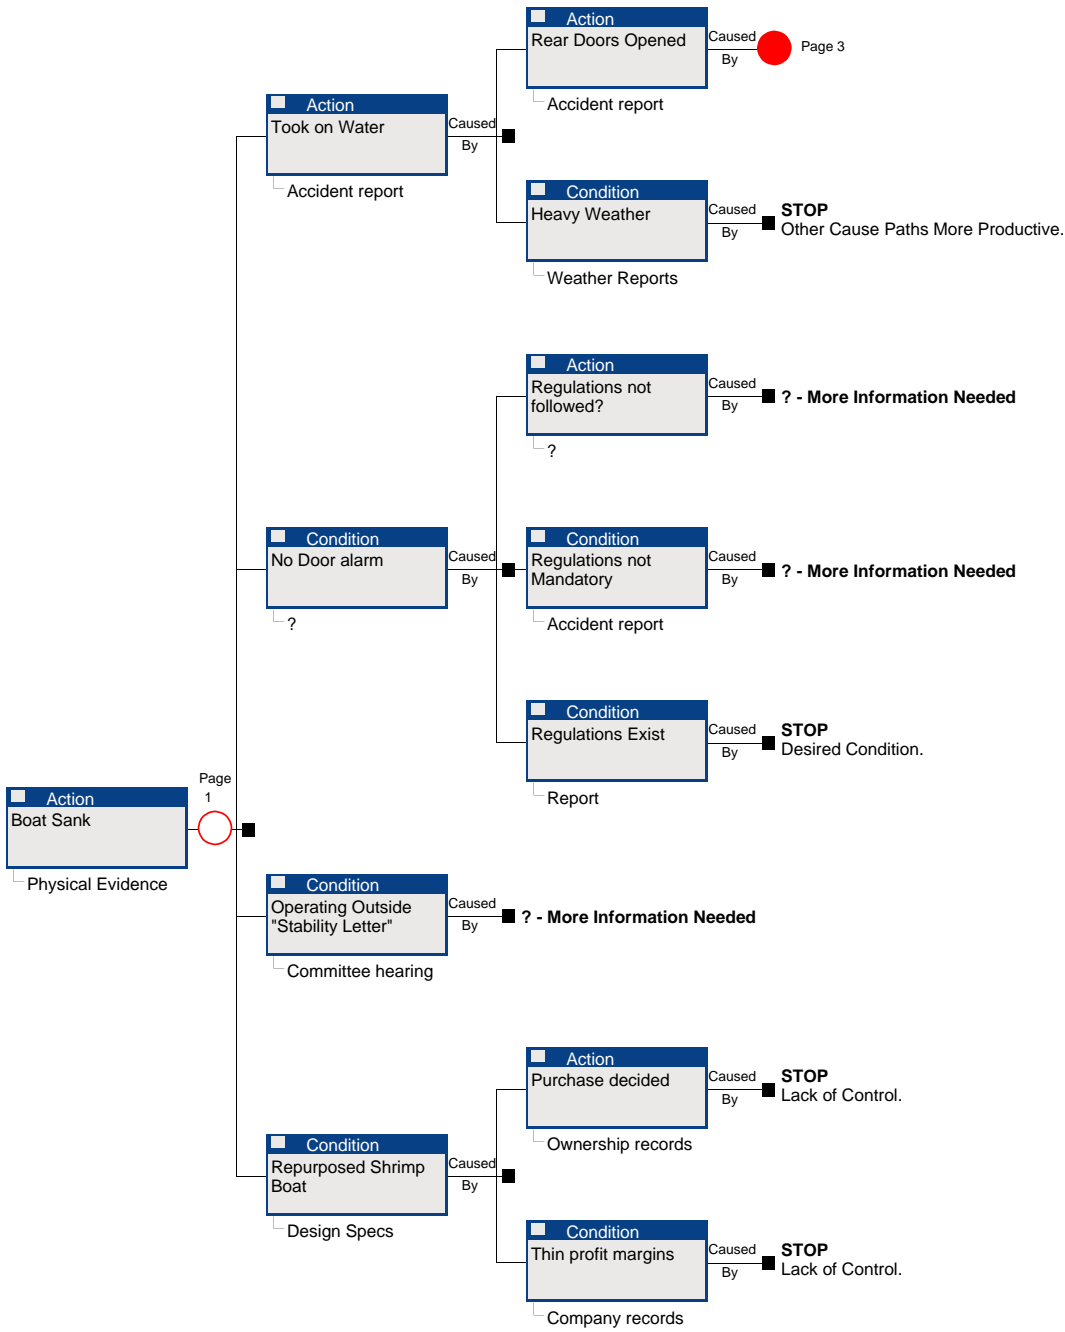 Action
Rear Doors Opened
Caused
By
Page 3
Accident report
Action
Took on Water
Caused
By
Accident report
Condition
Heavy Weather
Caused
By
STOP
Other Cause Paths More Productive.
Weather Reports
Action
Regulations not
followed?
Caused
By
? - More Information Needed
?
Condition
No Door alarm
Caused
By
?
Condition
Regulations not
Mandatory
Caused
By
? - More Information Needed
Accident report
Condition
Regulations Exist
Caused
By
STOP
Desired Condition.
Report
Action
Boat Sank
Page
1
Physical Evidence
Condition
Operating Outside
"Stability Letter"
Caused
By
? - More Information Needed
Committee hearing
Action
Purchase decided
Caused
By
STOP
Lack of Control.
Ownership records
Condition
Repurposed Shrimp
Boat
Caused
By
Design Specs
Condition
Thin profit margins
Caused
By
STOP
Lack of Control.
Company records